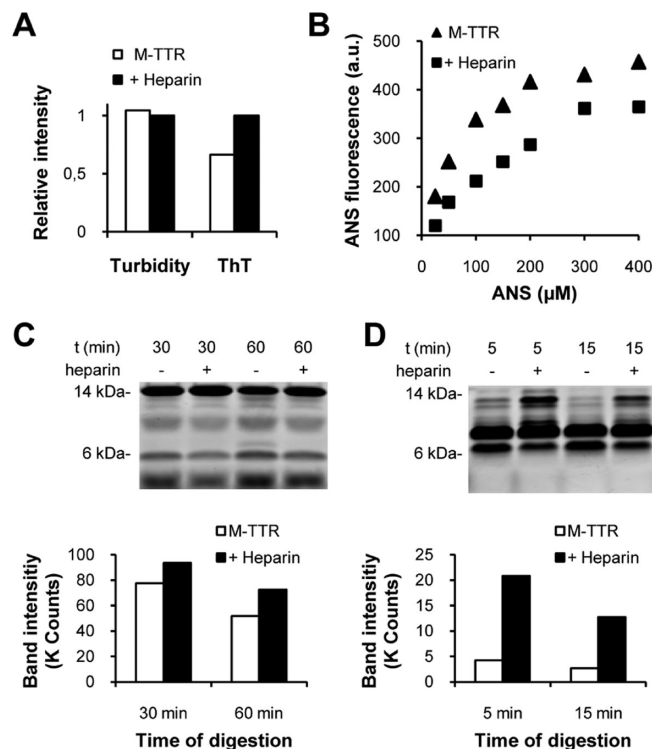 A
M-TTR
+ Heparin
Relative intensity
1
0,5
0
Turbidity
ThT
B
M-TTR
+ Heparin
ANS fluorescence (a.u.)
500
400
300
200
100
0
100
200
300
400
ANS (µM)
C
t (min) 30 30 60 60
heparin - + - +
14 kDa-
6 kDa-
M-TTR
+ Heparin
Band intensitiy
(K Counts)
100
80
60
40
20
0
30 min
60 min
Time of digestion
D
t (min) 5 5 15 15
heparin - + - +
14 kDa-
6 kDa-
M-TTR
+ Heparin
Band intensitiy
(K Counts)
25
20
15
10
5
0
5 min
15 min
Time of digestion